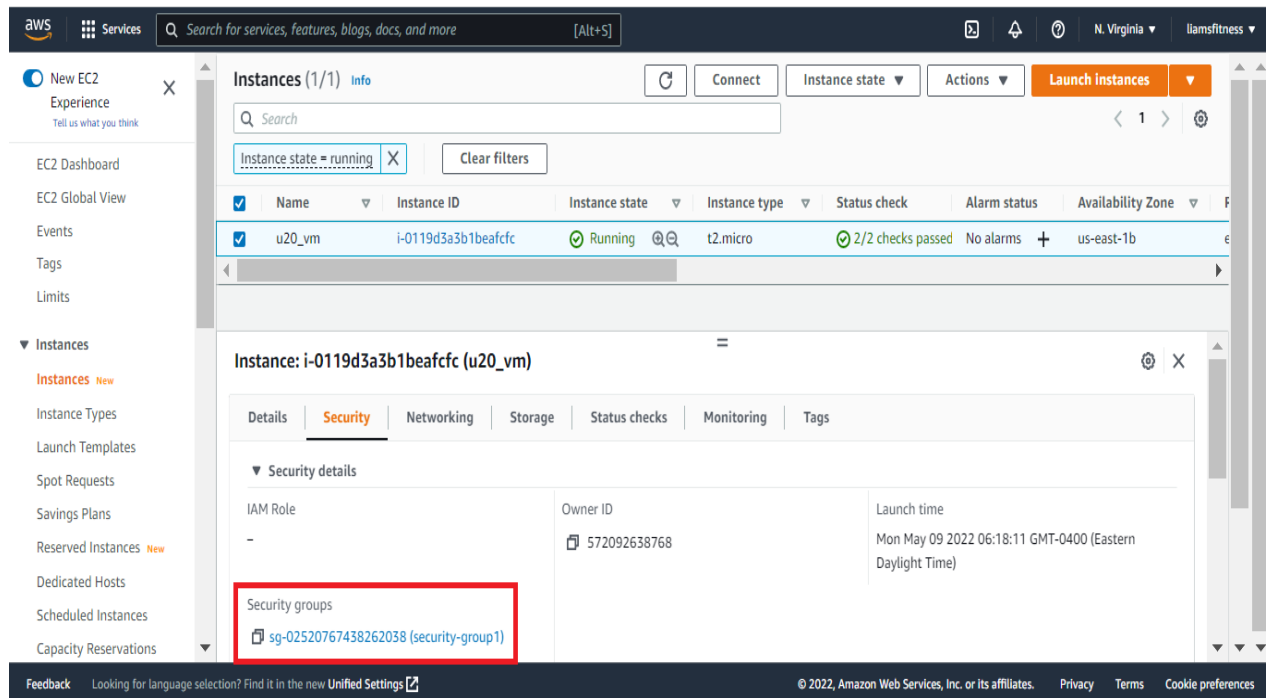 aws Services Search for services, features, blogs, docs, and more [Alt+S] N. Virginia ▼ liamsfitness ▼
New EC2
Experience
Tell us what you think
EC2 Dashboard
EC2 Global View
Events
Tags
Limits
▼ Instances
Instances New
Instance Types
Launch Templates
Spot Requests
Savings Plans
Reserved Instances New
Dedicated Hosts
Scheduled Instances
Capacity Reservations
Instances (1/1) Info Connect Instance state ▼ Actions ▼ Launch instances ▼
Search
< 1 >
Instance state = running X Clear filters
Name Instance ID Instance state Instance type Status check Alarm status Availability Zone
u20_vm i-0119d3a3b1beafcfc Running t2.micro 2/2 checks passed No alarms + us-east-1b
Instance: i-0119d3a3b1beafcfc (u20_vm)
Details Security Networking Storage Status checks Monitoring Tags
▼ Security details
IAM Role Owner ID Launch time
– 572092638768 Mon May 09 2022 06:18:11 GMT-0400 (Eastern
Daylight Time)
Security groups
sg-02520767438262038 (security-group1)
Feedback Looking for language selection? Find it in the new Unified Settings © 2022, Amazon Web Services, Inc. or its affiliates. Privacy Terms Cookie preferences